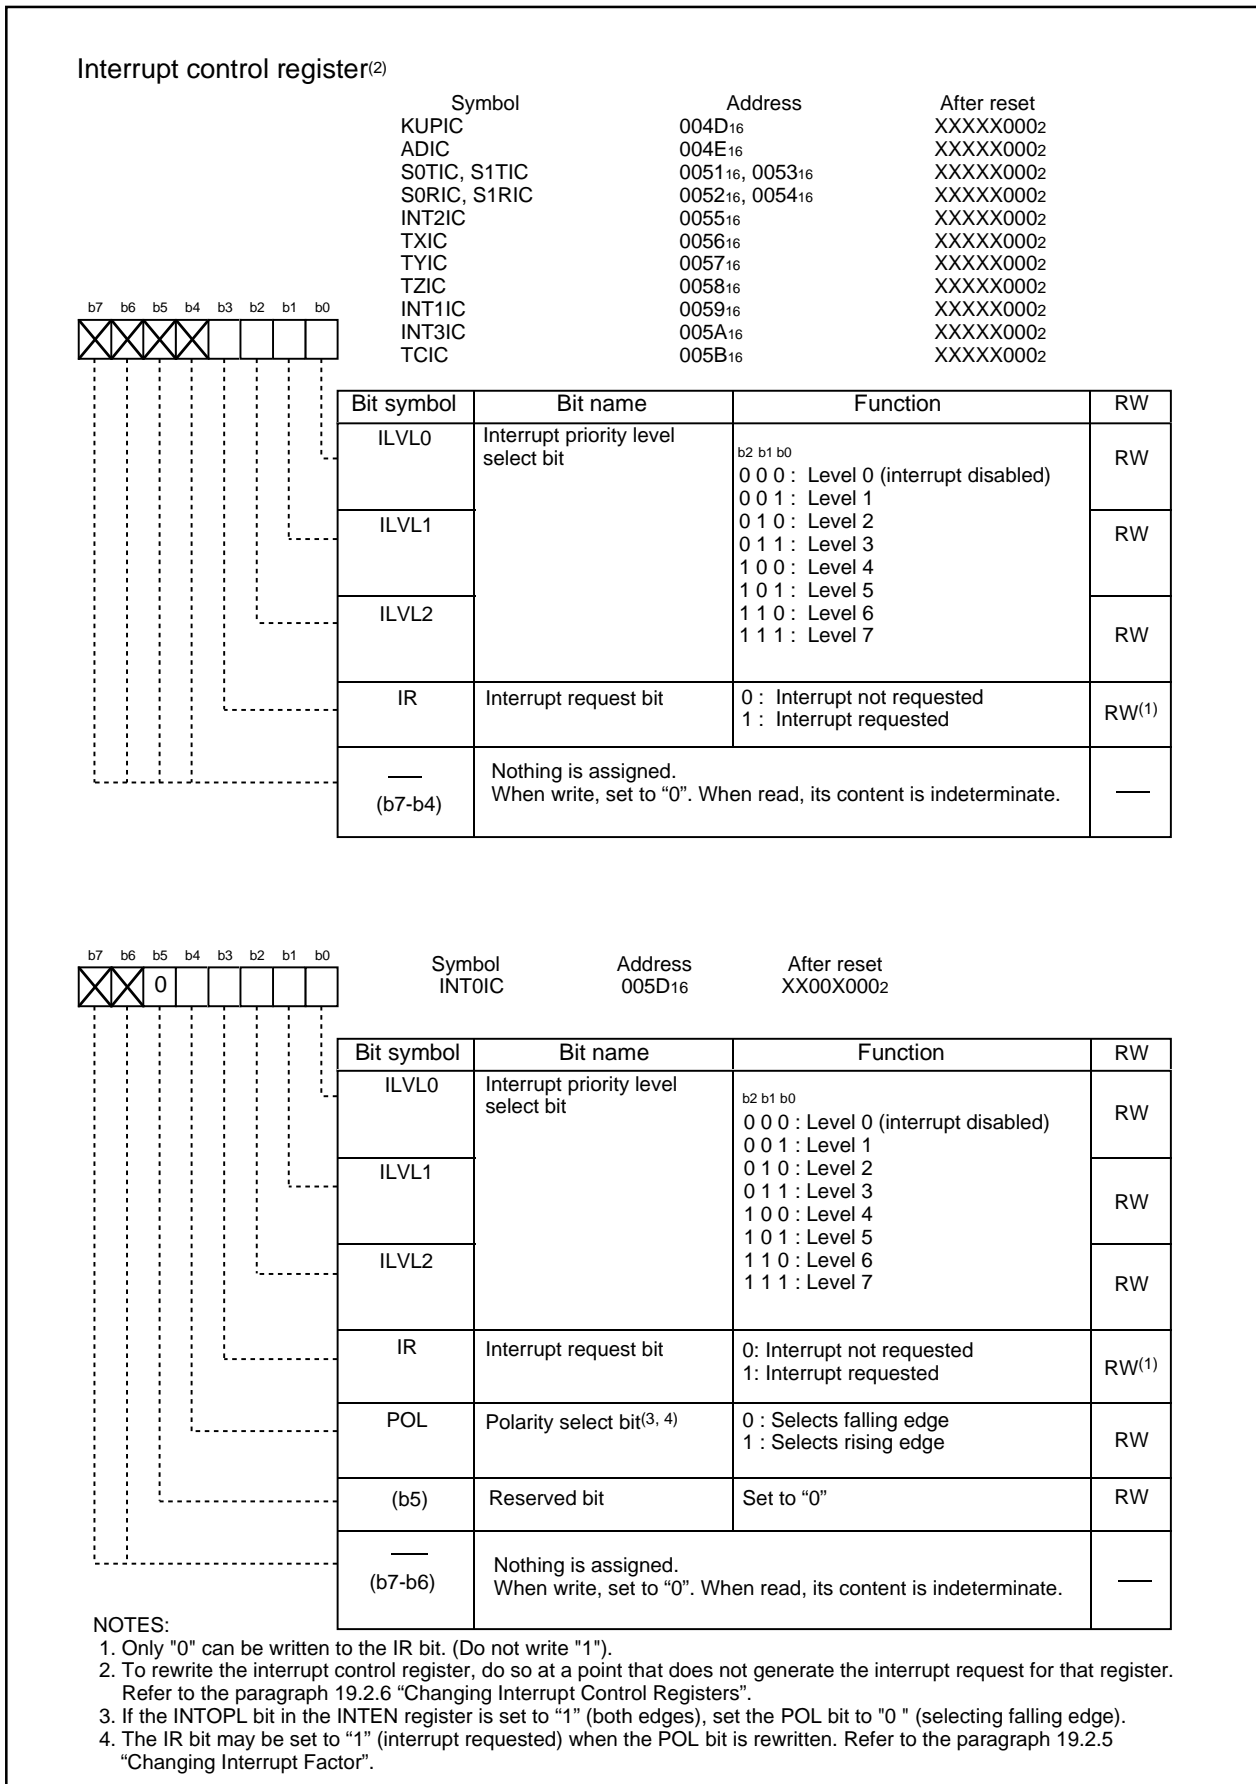 Interrupt control register(2)
Symbol Address After reset
KUPIC 004D16 XXXXX0002
ADIC 004E16 XXXXX0002
S0TIC, S1TIC 005116, 005316 XXXXX0002
S0RIC, S1RIC 005216, 005416 XXXXX0002
INT2IC 005516 XXXXX0002
TXIC 005616 XXXXX0002
TYIC 005716 XXXXX0002
TZIC 005816 XXXXX0002
INT1IC 005916 XXXXX0002
INT3IC 005A16 XXXXX0002
TCIC 005B16 XXXXX0002
b7 b6 b5 b4 b3 b2 b1 b0
Bit symbol Bit name Function RW
ILVL0 Interrupt priority level
select bit
RW
b2 b1 b0
0 0 0 : Level 0 (interrupt disabled)
0 0 1 : Level 1
ILVL1 0 1 0 : Level 2 RW
0 1 1 : Level 3
1 0 0 : Level 4
1 0 1 : Level 5
ILVL2 1 1 0 : Level 6
1 1 1 : Level 7 RW
IR Interrupt request bit 0 : Interrupt not requested
1 : Interrupt requested RW(1)
Nothing is assigned.
(b7-b4) When write, set to “0”. When read, its content is indeterminate.
b7 b6 b5 b4 b3 b2 b1 b0
0
Symbol Address After reset
INT0IC 005D16 XX00X0002
Bit symbol Bit name Function RW
ILVL0 Interrupt priority level
select bit
b2 b1 b0
RW
0 0 0 : Level 0 (interrupt disabled)
0 0 1 : Level 1
ILVL1 0 1 0 : Level 2
0 1 1 : Level 3 RW
1 0 0 : Level 4
1 0 1 : Level 5
ILVL2 1 1 0 : Level 6
1 1 1 : Level 7 RW
IR Interrupt request bit 0: Interrupt not requested
1: Interrupt requested RW(1)
POL Polarity select bit(3, 4) 0 : Selects falling edge
1 : Selects rising edge RW
(b5) Reserved bit Set to “0” RW
Nothing is assigned.
(b7-b6) When write, set to “0”. When read, its content is indeterminate.
NOTES:
1. Only "0" can be written to the IR bit. (Do not write "1").
2. To rewrite the interrupt control register, do so at a point that does not generate the interrupt request for that register.
Refer to the paragraph 19.2.6 “Changing Interrupt Control Registers”.
3. If the INTOPL bit in the INTEN register is set to “1” (both edges), set the POL bit to "0 " (selecting falling edge).
4. The IR bit may be set to “1” (interrupt requested) when the POL bit is rewritten. Refer to the paragraph 19.2.5
“Changing Interrupt Factor”.